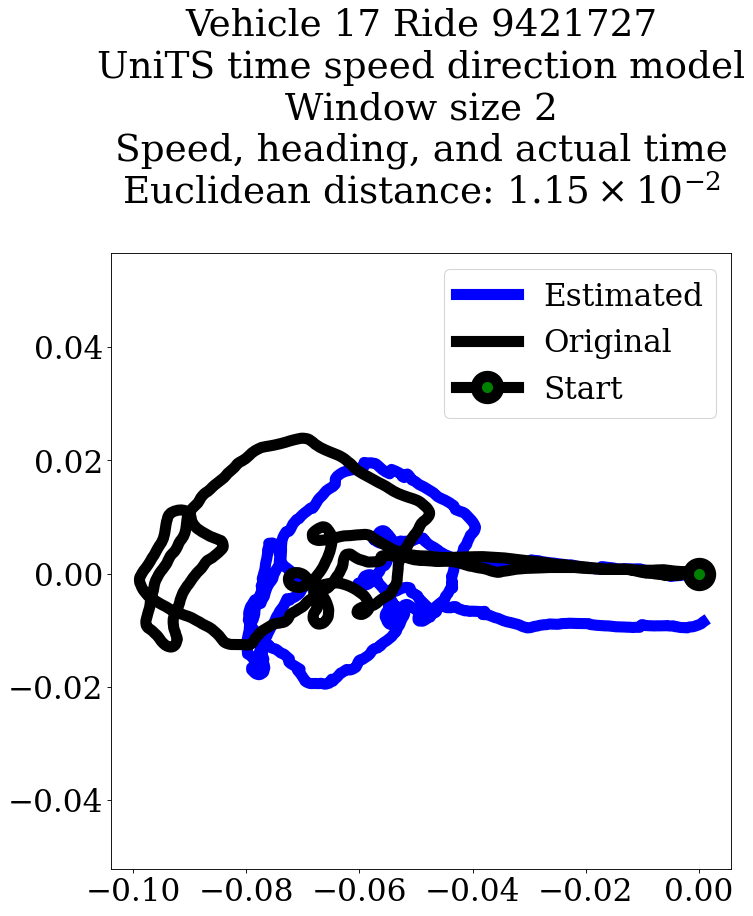 Vehicle 17 Ride 9421727
UniTS time speed direction model
Window size 2
Speed, heading, and actual time
Euclidean distance: 1.15 × 10⁻²
Estimated
Original
Start
0.04
0.02
0.00
−0.02
−0.04
−0.10 −0.08 −0.06 −0.04 −0.02 0.00